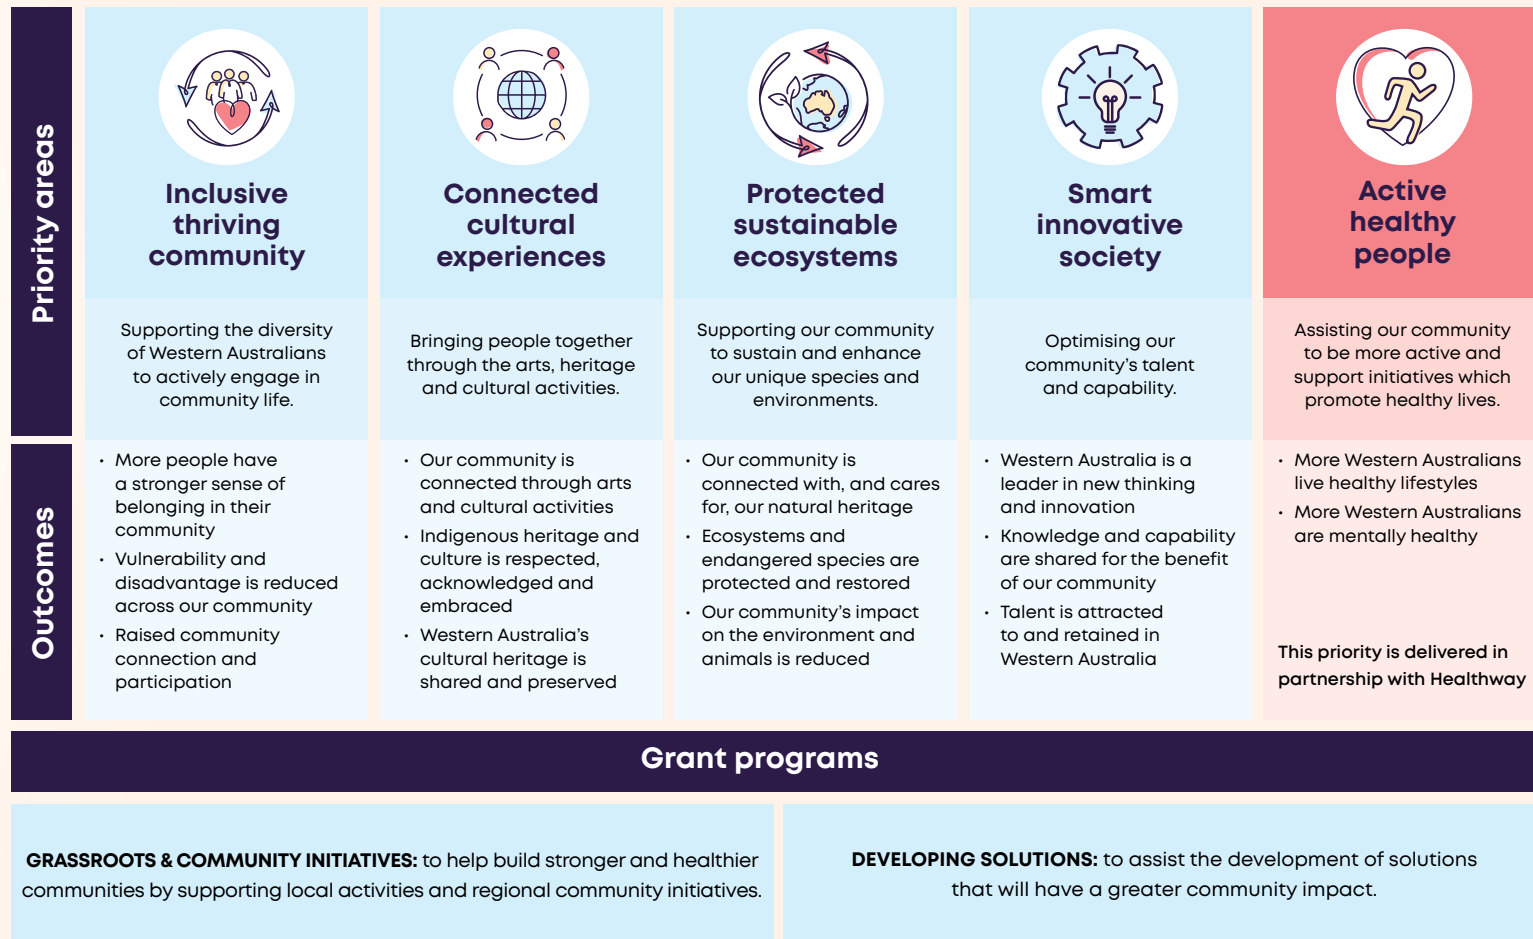 Priority areas
Inclusive
thriving
community
Supporting the diversity
of Western Australians
to actively engage in
community life.
Connected
cultural
experiences
Bringing people together
through the arts, heritage
and cultural activities.
Protected
sustainable
ecosystems
Supporting our community
to sustain and enhance
our unique species and
environments.
Smart
innovative
society
Optimising our
community's talent
and capability.
Active
healthy
people
Assisting our community
to be more active and
support initiatives which
promote healthy lives.
Outcomes
• More people have
a stronger sense of
belonging in their
community
• Vulnerability and
disadvantage is reduced
across our community
• Raised community
connection and
participation
• Our community is
connected through arts
and cultural activities
• Indigenous heritage and
culture is respected,
acknowledged and
embraced
• Western Australia's
cultural heritage is
shared and preserved
• Our community is
connected with, and cares
for, our natural heritage
• Ecosystems and
endangered species are
protected and restored
• Our community's impact
on the environment and
animals is reduced
• Western Australia is a
leader in new thinking
and innovation
• Knowledge and capability
are shared for the benefit
of our community
• Talent is attracted
to and retained in
Western Australia
• More Western Australians
live healthy lifestyles
• More Western Australians
are mentally healthy
This priority is delivered in
partnership with Healthway
Grant programs
GRASSROOTS & COMMUNITY INITIATIVES: to help build stronger and healthier
communities by supporting local activities and regional community initiatives.
DEVELOPING SOLUTIONS: to assist the development of solutions
that will have a greater community impact.